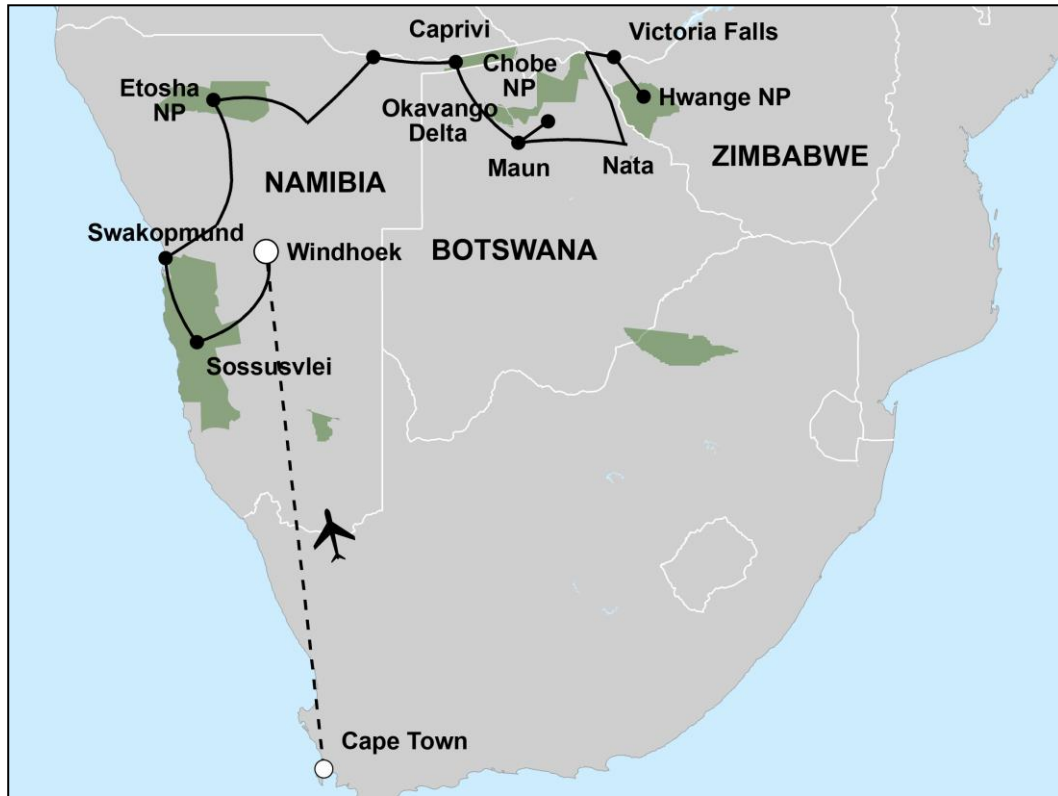 Caprivi
Victoria Falls
Etosha
NP
Chobe
NP
Hwange NP
Okavango
Delta
Maun
Nata
ZIMBABWE
NAMIBIA
Swakopmund
Windhoek
BOTSWANA
Sossusvlei
Cape Town